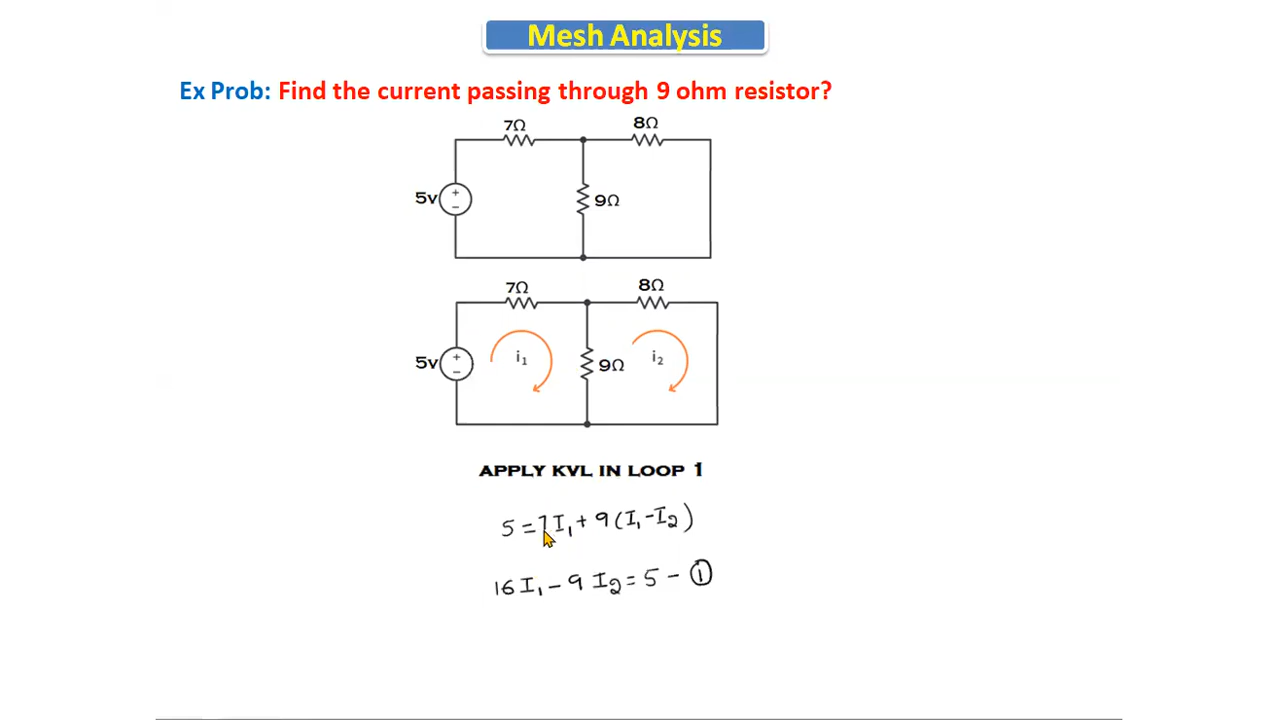 Mesh Analysis
Ex Prob: Find the current passing through 9 ohm resistor?
7Ω 8Ω
5v + − 9Ω
7Ω 8Ω
5v + − i₁ 9Ω i₂
APPLY KVL IN LOOP 1
5 = 7I₁ + 9(I₁ - I₂)
16I₁ - 9I₂ = 5 - ①